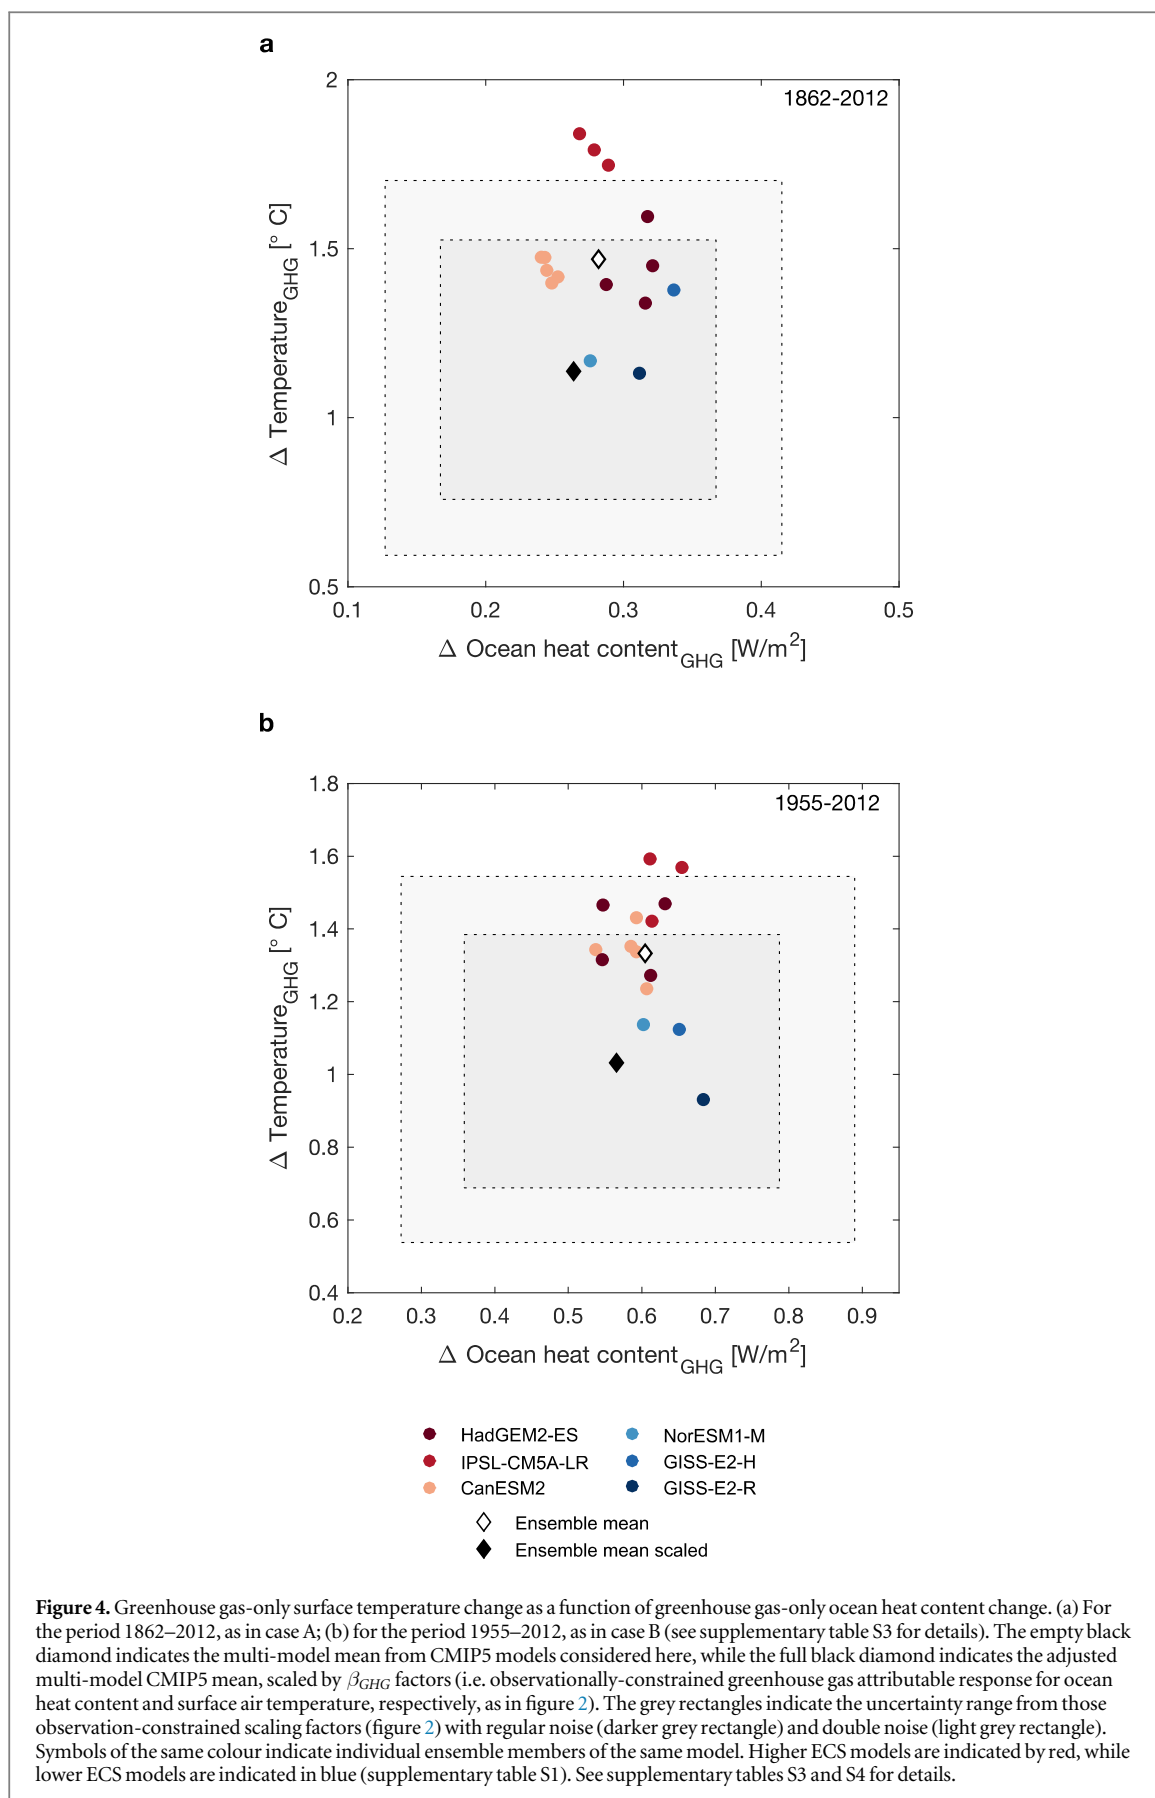 a
2
1862-2012
1.5
1
0.5
Δ Temperature_GHG [° C]
0.1 0.2 0.3 0.4 0.5
Δ Ocean heat content_GHG [W/m²]
b
1.8
1955-2012
1.6
1.4
1.2
1
0.8
0.6
0.4
Δ Temperature_GHG [° C]
0.2 0.3 0.4 0.5 0.6 0.7 0.8 0.9
Δ Ocean heat content_GHG [W/m²]
HadGEM2-ES NorESM1-M
IPSL-CM5A-LR GISS-E2-H
CanESM2 GISS-E2-R
Ensemble mean
Ensemble mean scaled
Figure 4. Greenhouse gas-only surface temperature change as a function of greenhouse gas-only ocean heat content change. (a) For
the period 1862–2012, as in case A; (b) for the period 1955–2012, as in case B (see supplementary table S3 for details). The empty black
diamond indicates the multi-model mean from CMIP5 models considered here, while the full black diamond indicates the adjusted
multi-model CMIP5 mean, scaled by β_GHG factors (i.e. observationally-constrained greenhouse gas attributable response for ocean
heat content and surface air temperature, respectively, as in figure 2). The grey rectangles indicate the uncertainty range from those
observation-constrained scaling factors (figure 2) with regular noise (darker grey rectangle) and double noise (light grey rectangle).
Symbols of the same colour indicate individual ensemble members of the same model. Higher ECS models are indicated by red, while
lower ECS models are indicated in blue (supplementary table S1). See supplementary tables S3 and S4 for details.